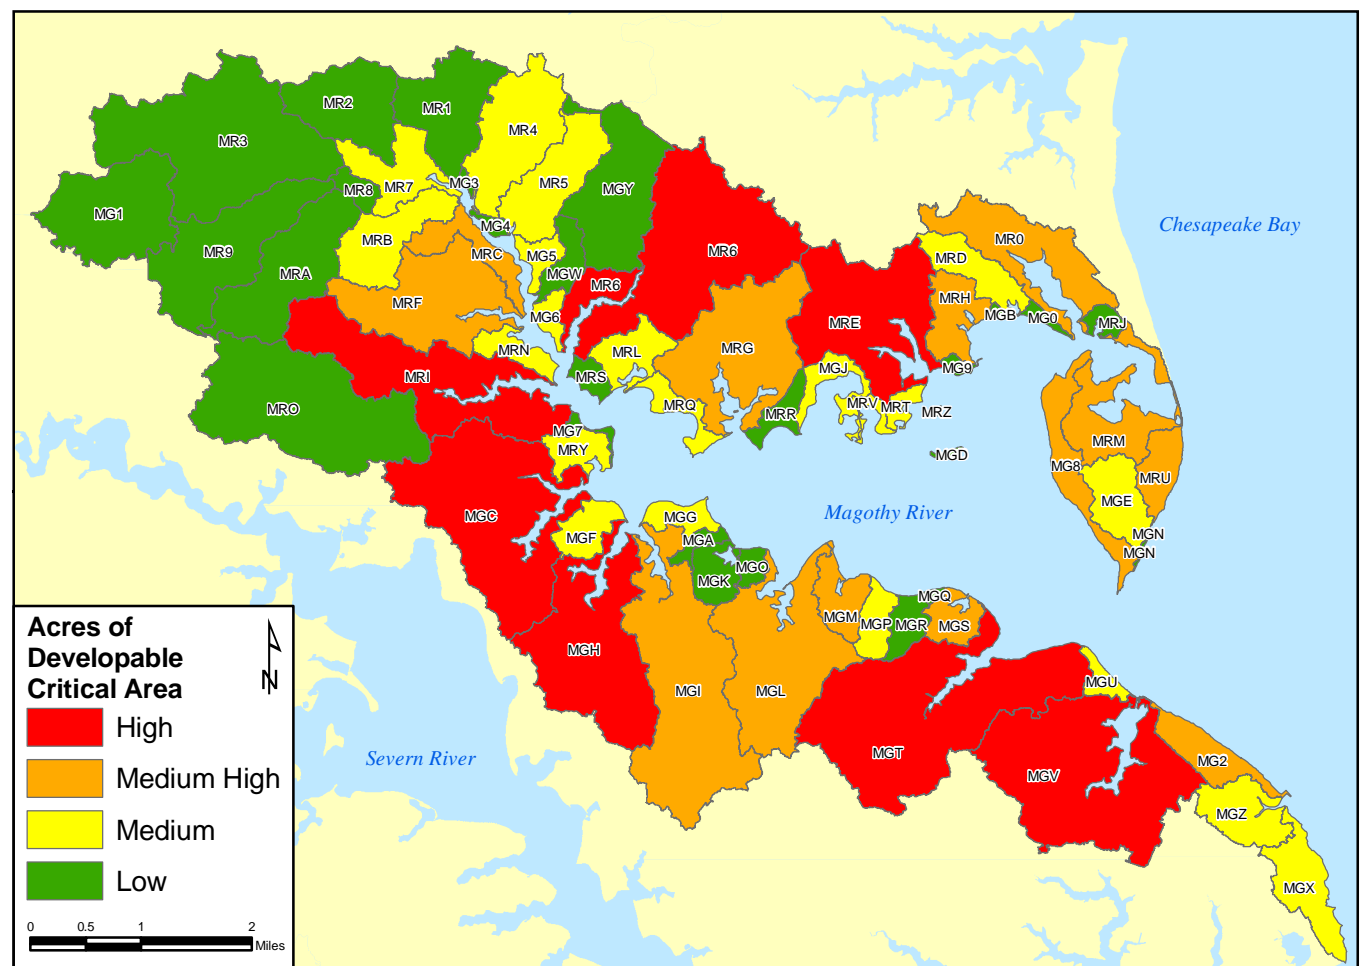 MR2
MR1
MR3
MR4
MG3
MR5
MR8
MR7
MGY
MG1
MG4
Chesapeake Bay
MRB
MR0
MR9
MRC
MR6
MG5
MRD
MRA
MGW
MR6
MRH
MRF
MGB
MG0
MG6
MRE
MRJ
MRG
MRN
MRL
MGJ
MG9
MRI
MRS
MRQ
MRV
MRT
MRZ
MRO
MRR
MG7
MRY
MRM
MGD
MG8
MRU
MGE
MGC
MGG
Magothy River
MGF
MGA
MGN
MGN
MGO
MGK
MGQ
MGM
MGP
MGR
MGS
MGH
MGI
MGL
MGU
MGT
Severn River
MG2
MGV
MGZ
MGX
Acres of
Developable
Critical Area
N
High
Medium High
Medium
Low
0 0.5 1 2
Miles